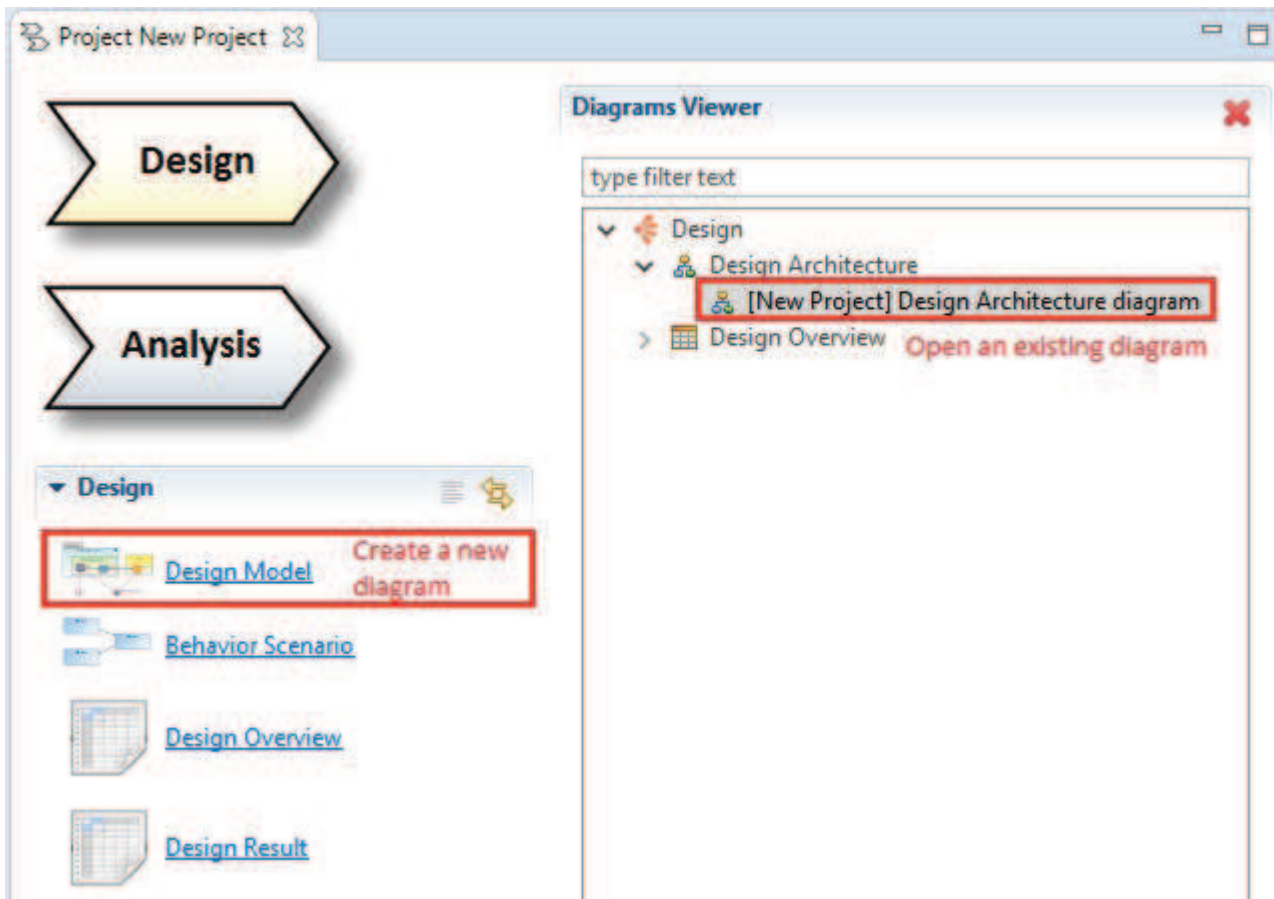 Project New Project
Design
Analysis
Design
Design Model
Create a new
diagram
Behavior Scenario
Design Overview
Design Result
Diagrams Viewer
type filter text
Design
Design Architecture
[New Project] Design Architecture diagram
Design Overview
Open an existing diagram